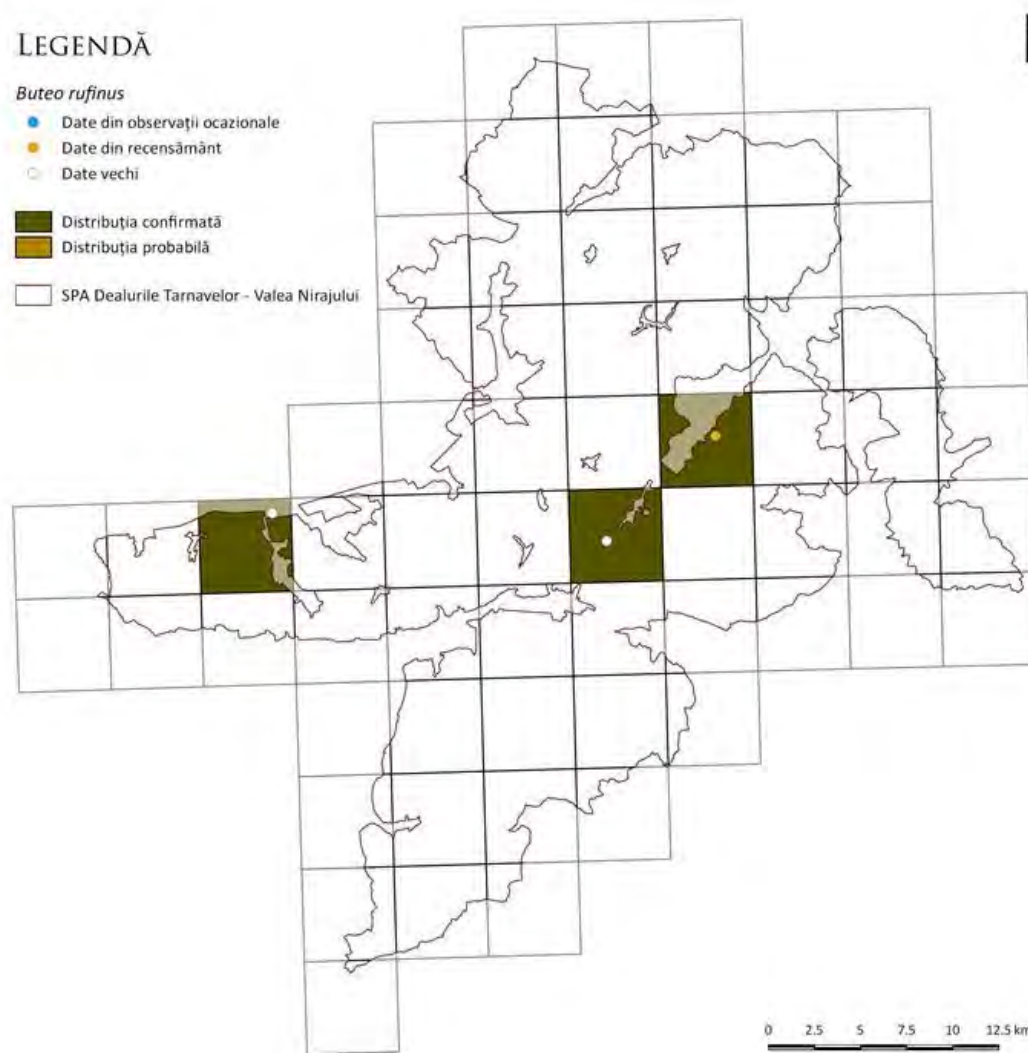 LEGENDĂ
Buteo rufinus
Date din observații ocazionale
Date din recensământ
Date vechi
Distribuția confirmată
Distribuția probabilă
SPA Dealurile Tarnavelor - Valea Nirajului
0 2.5 5 7.5 10 12.5 km